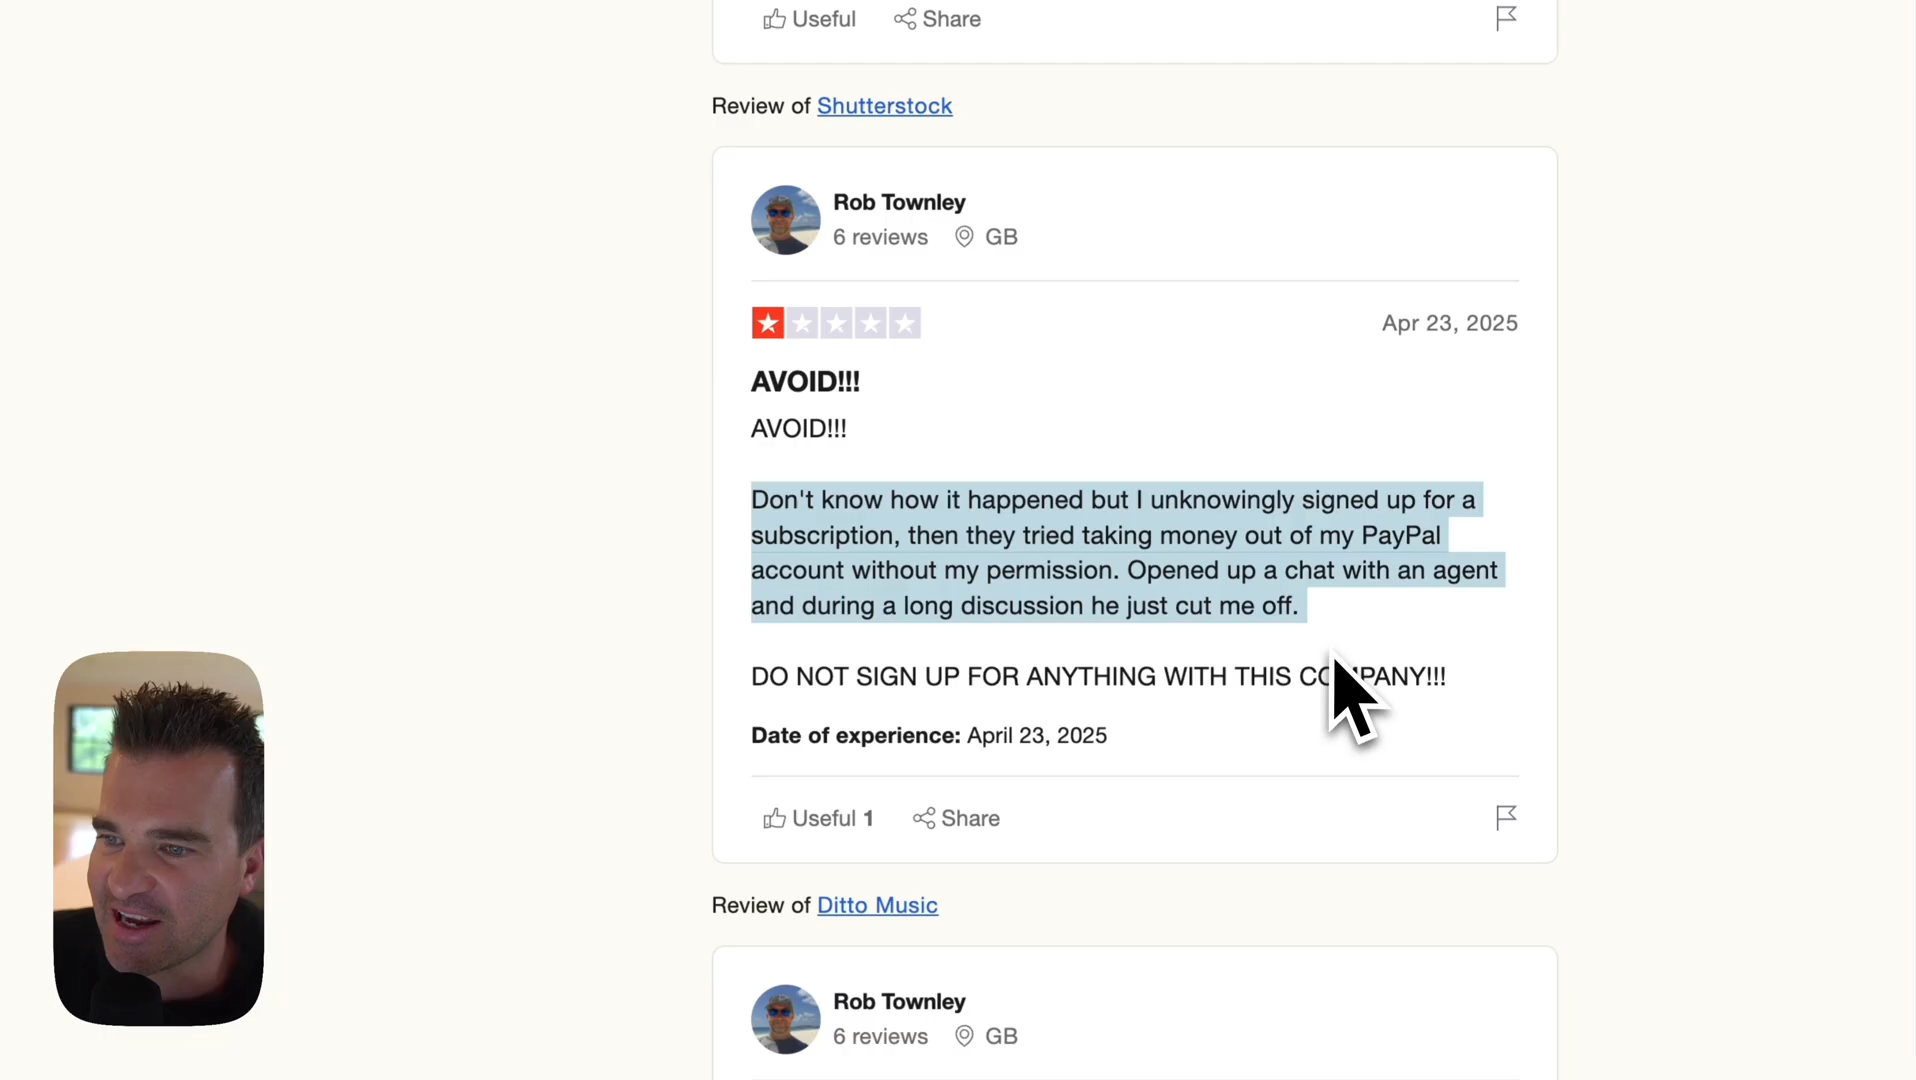 Useful Share
Review of Shutterstock
Rob Townley
6 reviews GB
Apr 23, 2025
AVOID!!!
AVOID!!!
Don't know how it happened but I unknowingly signed up for a
subscription, then they tried taking money out of my PayPal
account without my permission. Opened up a chat with an agent
and during a long discussion he just cut me off.
DO NOT SIGN UP FOR ANYTHING WITH THIS COMPANY!!!
Date of experience: April 23, 2025
Useful 1 Share
Review of Ditto Music
Rob Townley
6 reviews GB